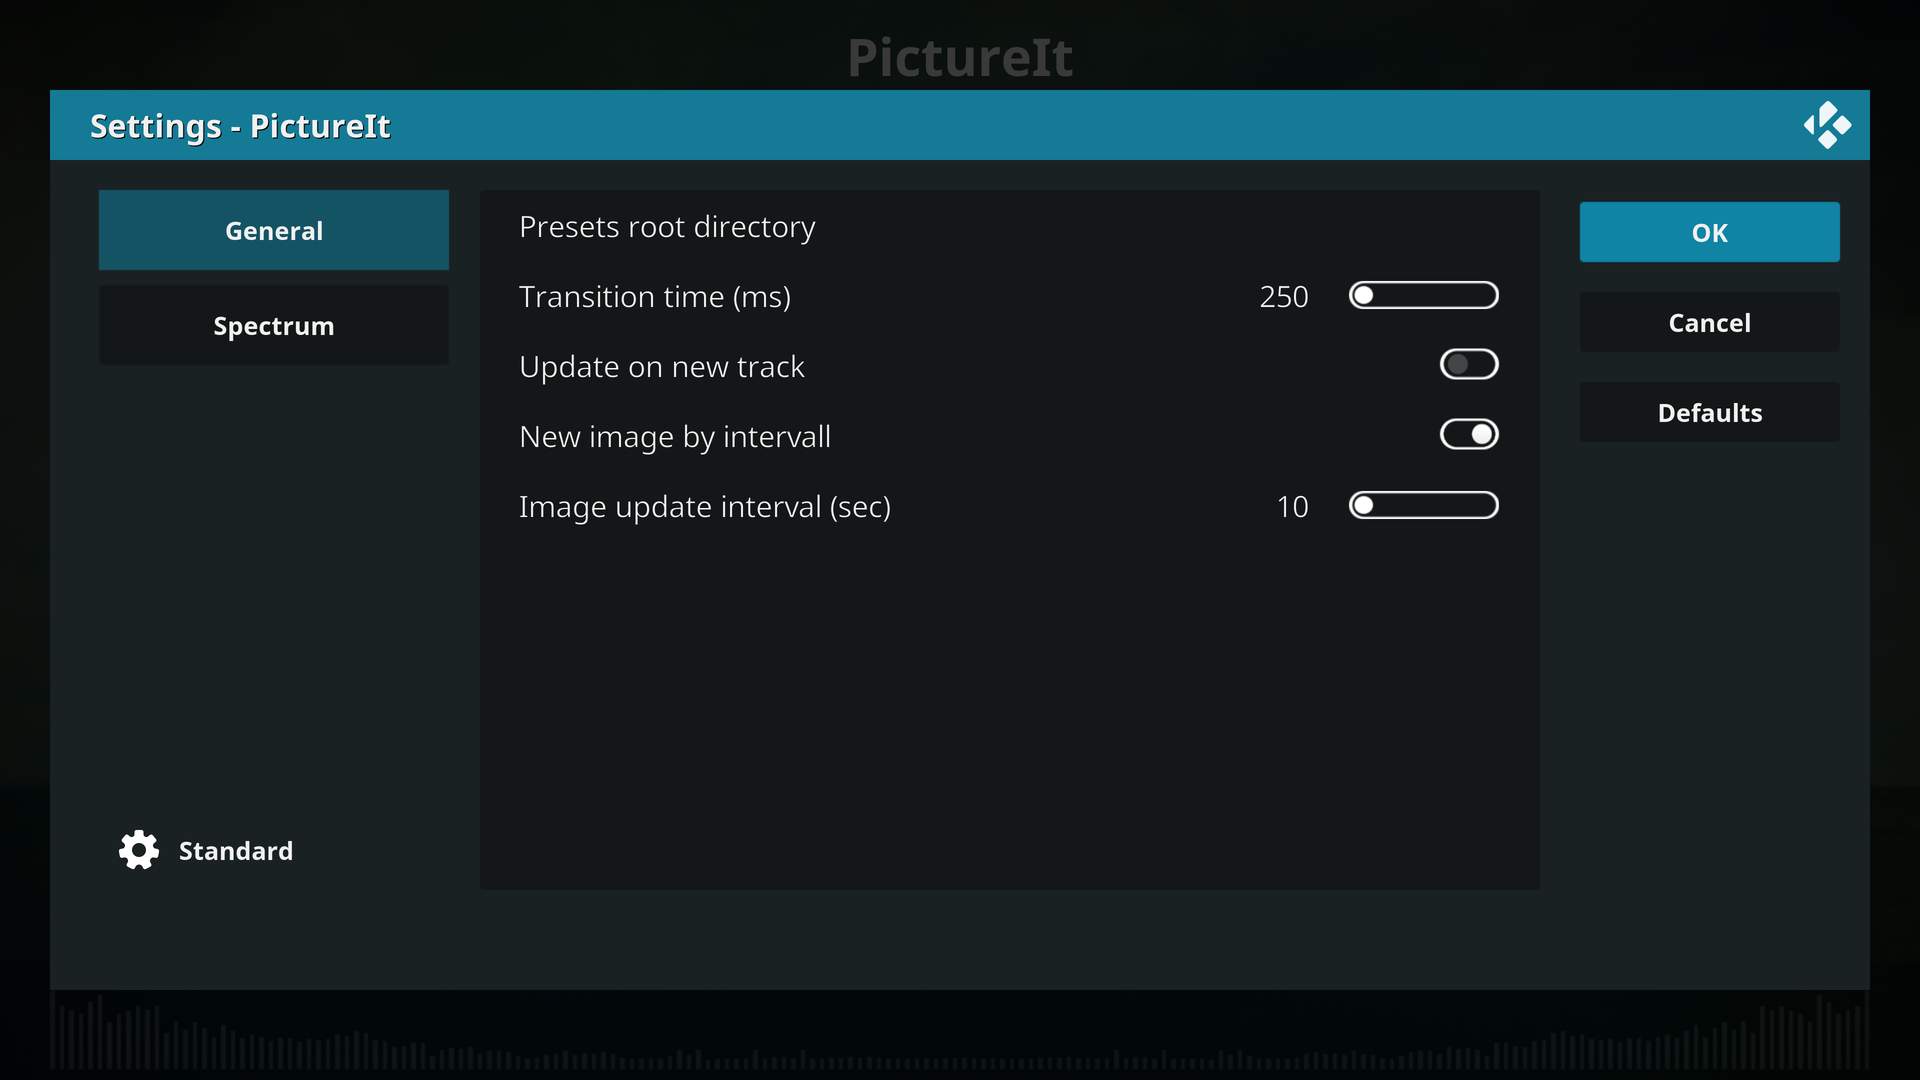 PictureIt
Settings - PictureIt
General
Spectrum
Standard
Presets root directory
Transition time (ms) 250
Update on new track
New image by intervall
Image update interval (sec) 10
OK
Cancel
Defaults